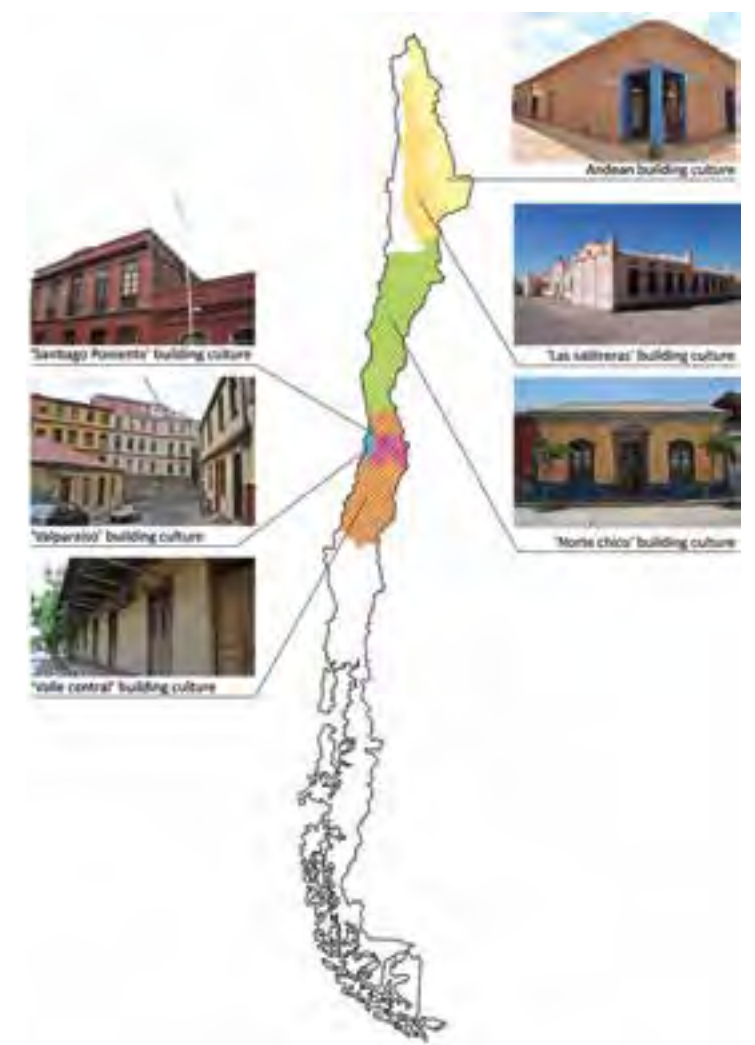 Andean building culture
'Santiago Poniente' building culture
'Las salitreras' building culture
'Valparaíso' building culture
'Norte chico' building culture
'Valle central' building culture